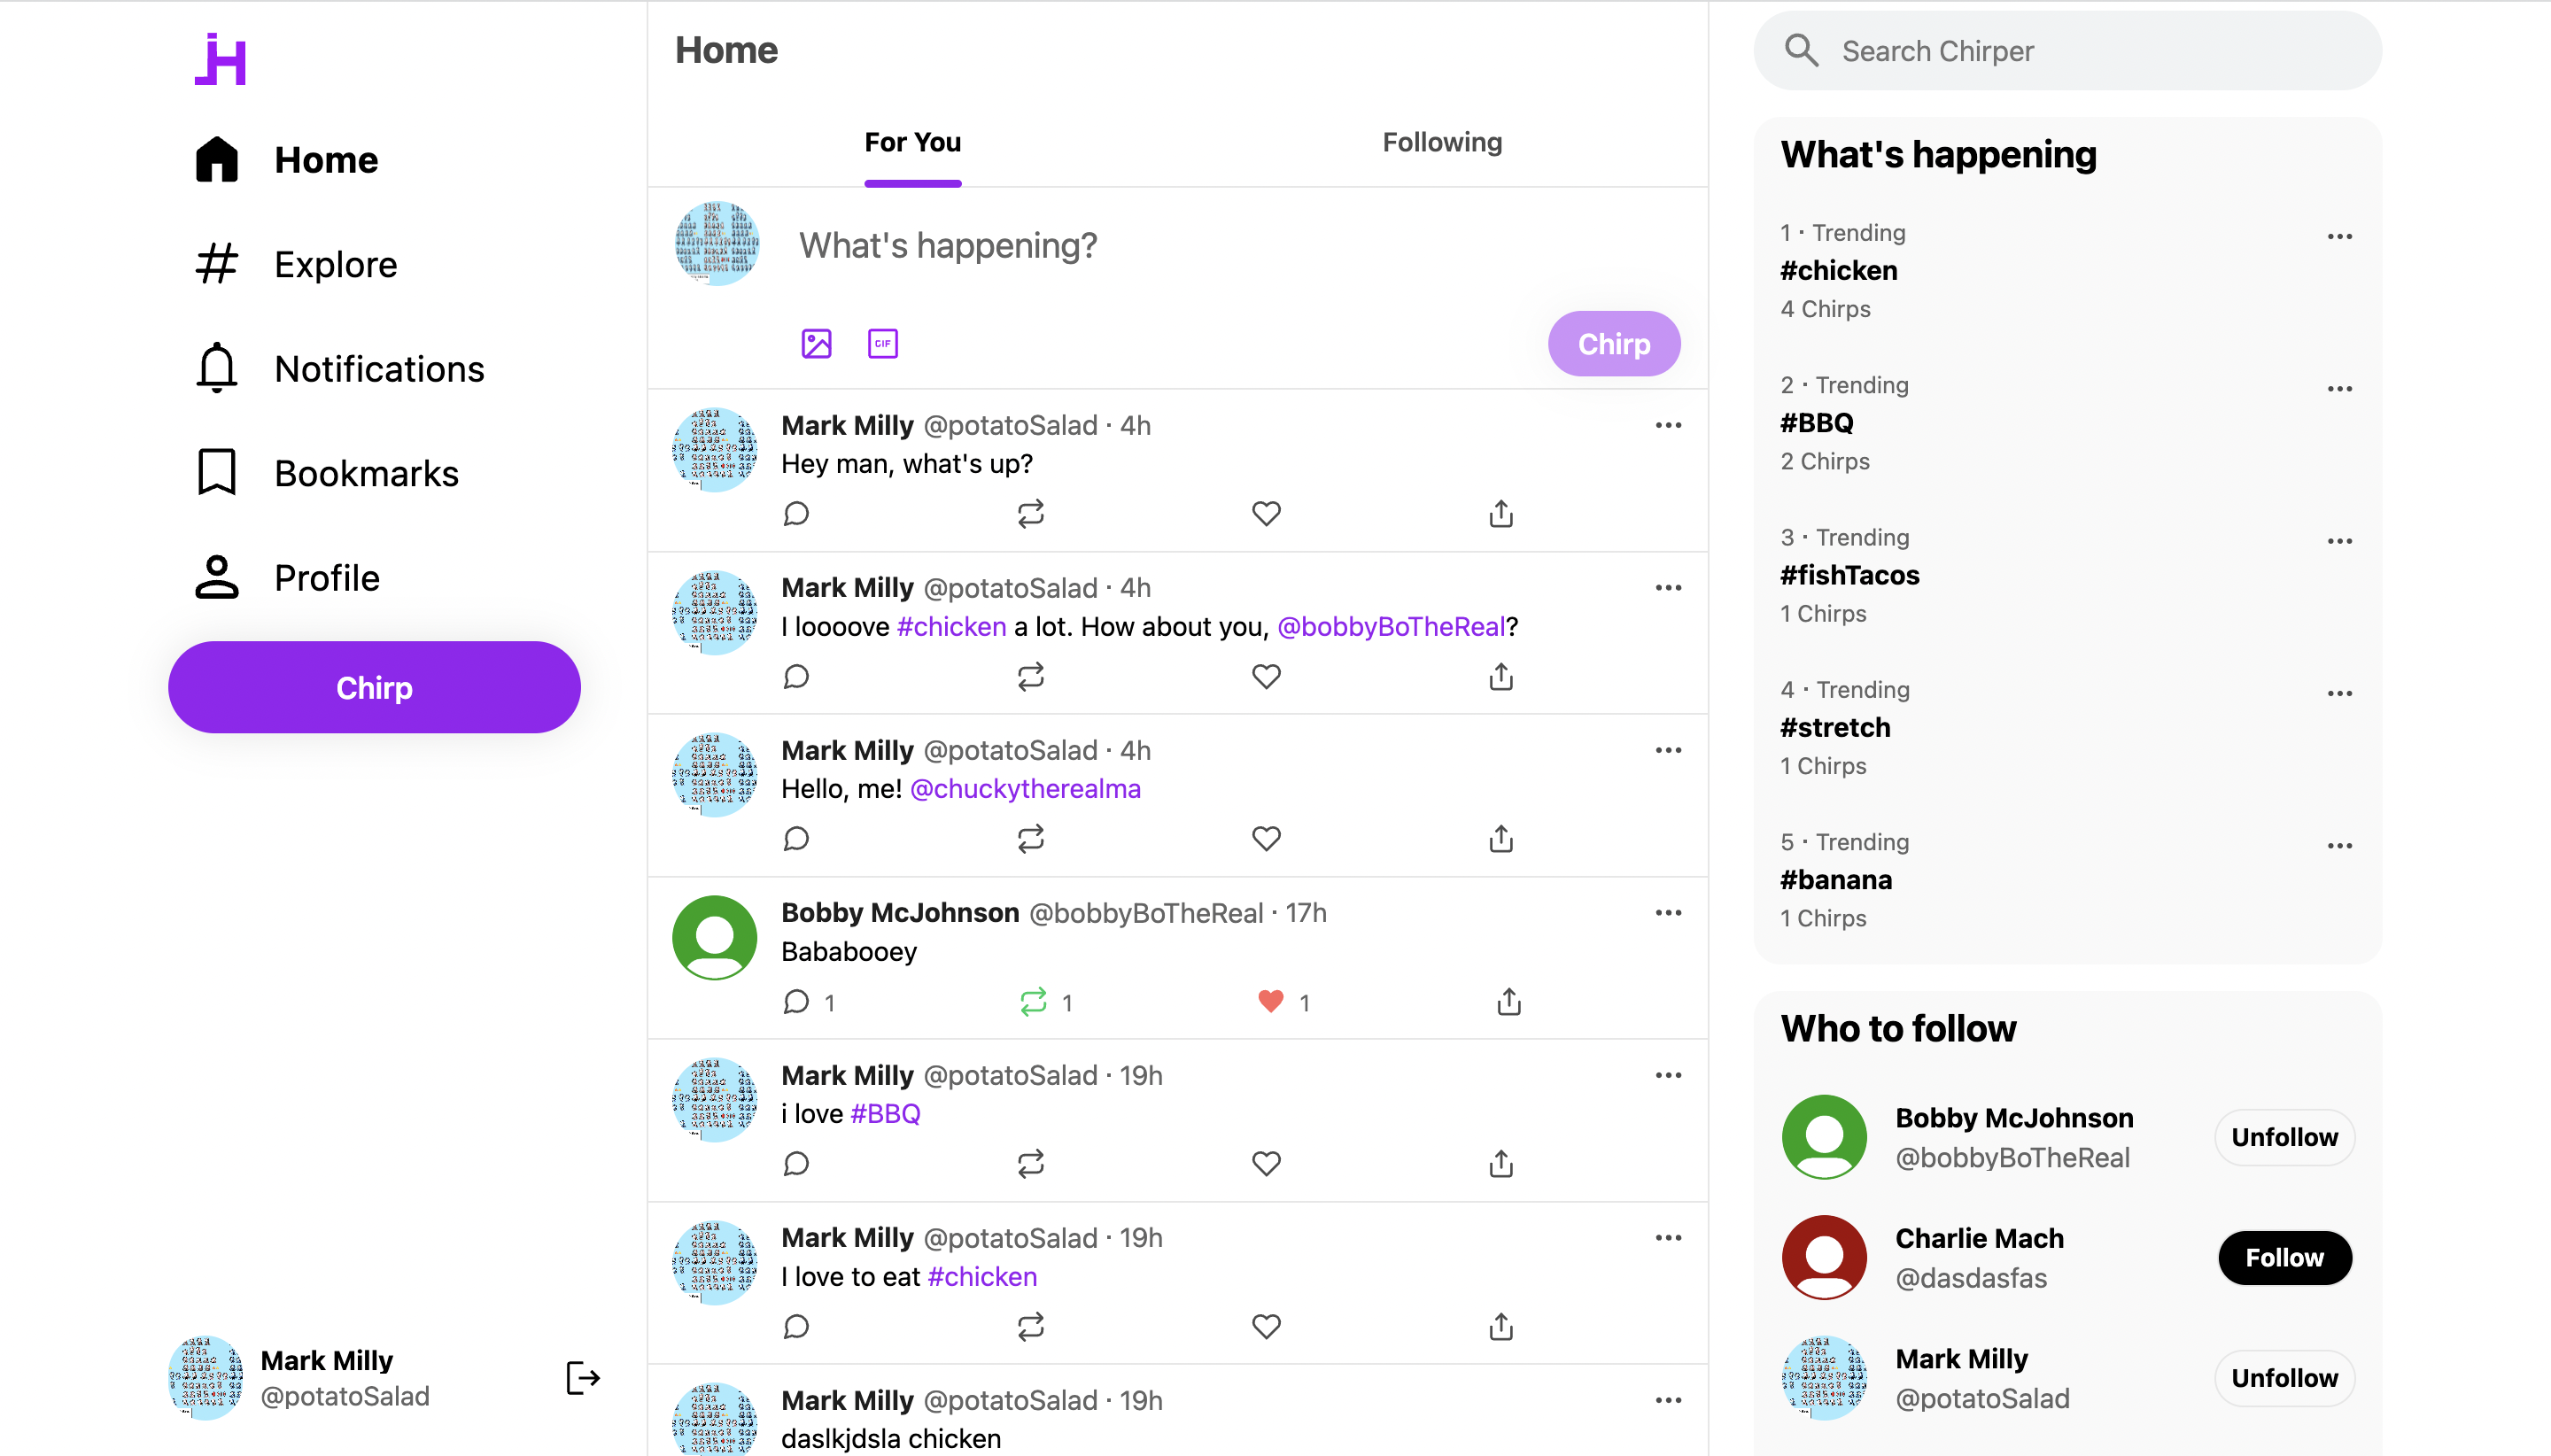 Home
Explore
Notifications
Bookmarks
Profile
Chirp
Mark Milly
@potatoSalad
Home
For You
Following
What's happening?
GIF
Chirp
Mark Milly @potatoSalad · 4h
Hey man, what's up?
Mark Milly @potatoSalad · 4h
I loooove #chicken a lot. How about you, @bobbyBoTheReal?
Mark Milly @potatoSalad · 4h
Hello, me! @chuckytherealma
Bobby McJohnson @bobbyBoTheReal · 17h
Bababooey
1 1 1
Mark Milly @potatoSalad · 19h
i love #BBQ
Mark Milly @potatoSalad · 19h
I love to eat #chicken
Mark Milly @potatoSalad · 19h
daslkjdsla chicken
Search Chirper
What's happening
1 · Trending
#chicken
4 Chirps
2 · Trending
#BBQ
2 Chirps
3 · Trending
#fishTacos
1 Chirps
4 · Trending
#stretch
1 Chirps
5 · Trending
#banana
1 Chirps
Who to follow
Bobby McJohnson
@bobbyBoTheReal
Unfollow
Charlie Mach
@dasdasfas
Follow
Mark Milly
@potatoSalad
Unfollow